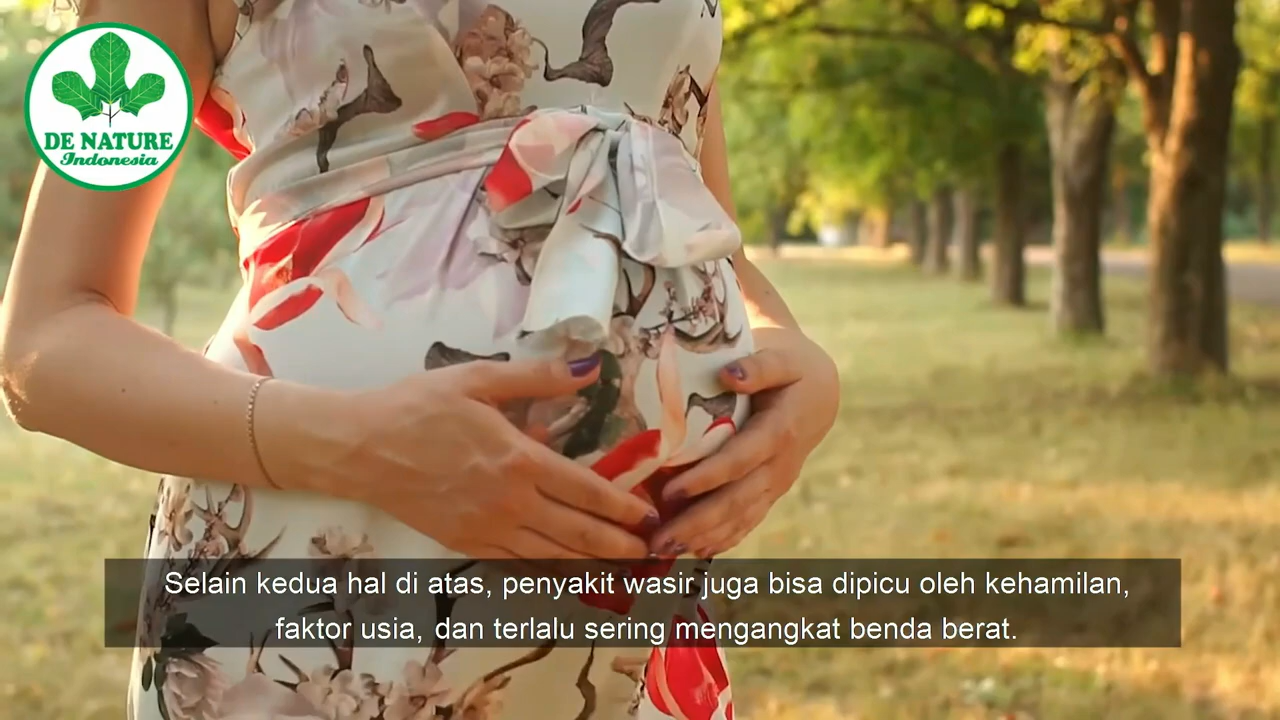 DE NATURE
Indonesia
Selain kedua hal di atas, penyakit wasir juga bisa dipicu oleh kehamilan,
faktor usia, dan terlalu sering mengangkat benda berat.